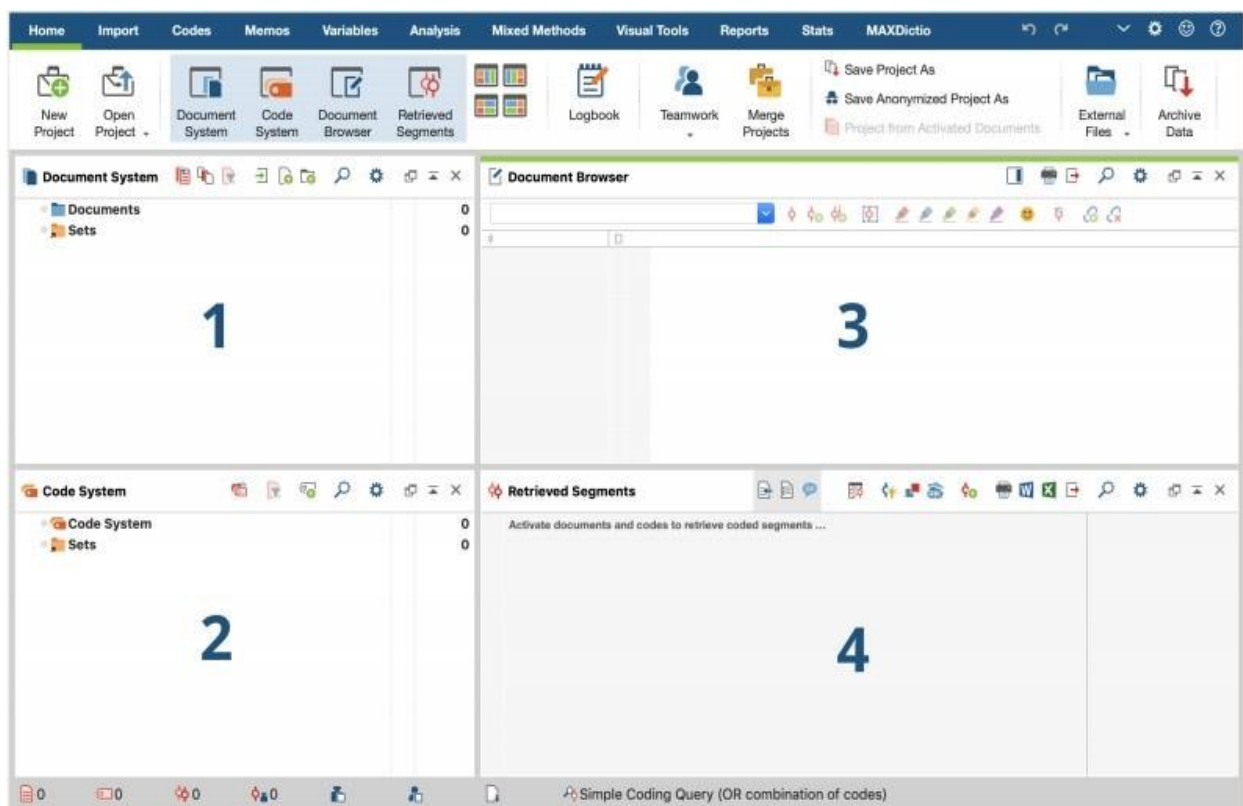 Home Import Codes Memos Variables Analysis Mixed Methods Visual Tools Reports Stats MAXDictio
New Project
Open Project
Document System
Code System
Document Browser
Retrieved Segments
Logbook
Teamwork
Merge Projects
Save Project As
Save Anonymized Project As
Project from Activated Documents
External Files
Archive Data
Document System
Documents 0
Sets 0
1
Document Browser
3
Code System
Code System 0
Sets 0
2
Retrieved Segments
Activate documents and codes to retrieve coded segments ...
4
0 0 0 0 Simple Coding Query (OR combination of codes)